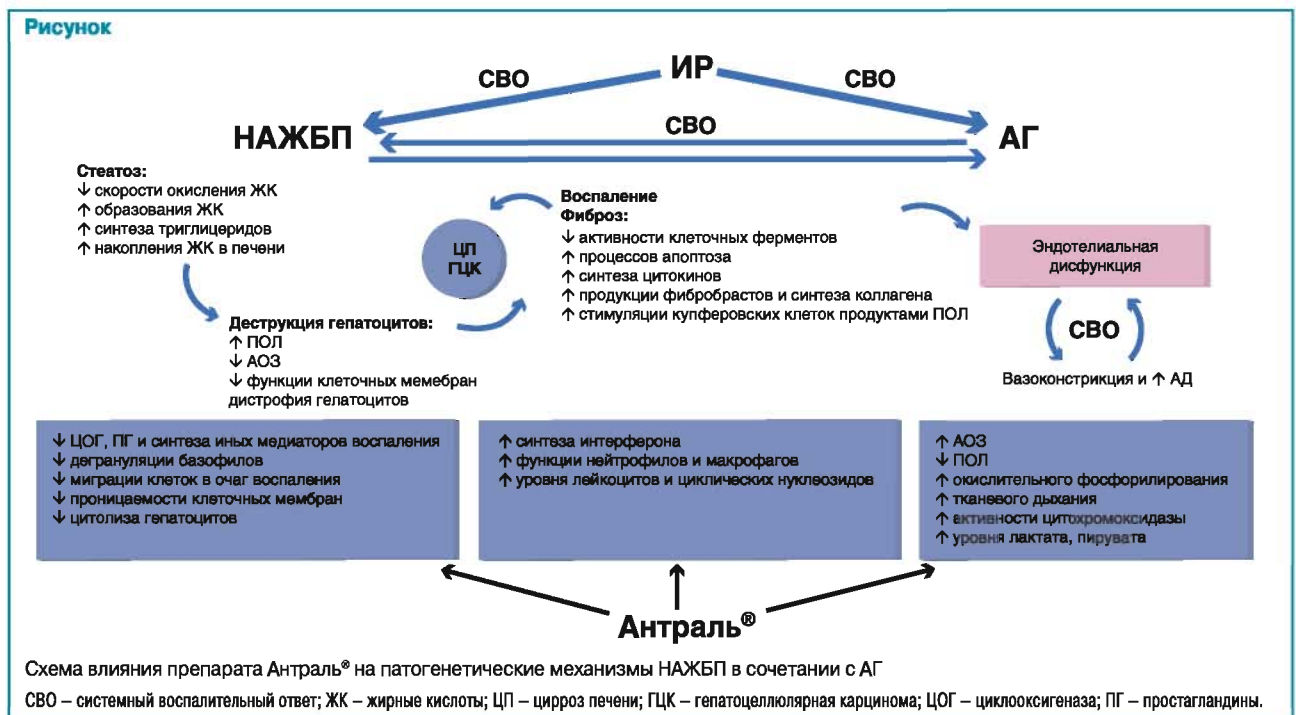 Рисунок
ИР
СВО
СВО
НАЖБП
СВО
АГ
Стеатоз:
↓ скорости окисления ЖК
↑ образования ЖК
↑ синтеза триглицеридов
↑ накопления ЖК в печени
ЦП
ГЦК
Воспаление
Фиброз:
↓ активности клеточных ферментов
↑ процессов апоптоза
↑ синтеза цитокинов
↑ продукции фибробрастов и синтеза коллагена
↑ стимуляции купферовских клеток продуктами ПОЛ
Эндотелиальная
дисфункция
СВО
Вазоконстрикция и ↑ АД
Деструкция гепатоцитов:
↑ ПОЛ
↓ АОЗ
↓ функции клеточных мемебран
дистрофия гелатоцитов
↓ ЦОГ, ПГ и синтеза иных медиаторов воспаления
↓ дегрануляции базофилов
↓ миграции клеток в очаг воспаления
↓ проницаемости клеточных мембран
↓ цитолиза гепатоцитов
↑ синтеза интерферона
↑ функции нейтрофилов и макрофагов
↑ уровня лейкоцитов и циклических нуклеозидов
↑ АОЗ
↓ ПОЛ
↑ окислительного фосфорилирования
↑ тканевого дыхания
↑ активности цитохромоксидазы
↑ уровня лактата, пирувата
Антраль®
Схема влияния препарата Антраль® на патогенетические механизмы НАЖБП в сочетании с АГ
СВО – системный воспалительный ответ; ЖК – жирные кислоты; ЦП – цирроз печени; ГЦК – гепатоцеллюлярная карцинома; ЦОГ – циклооксигеназа; ПГ – простагландины.